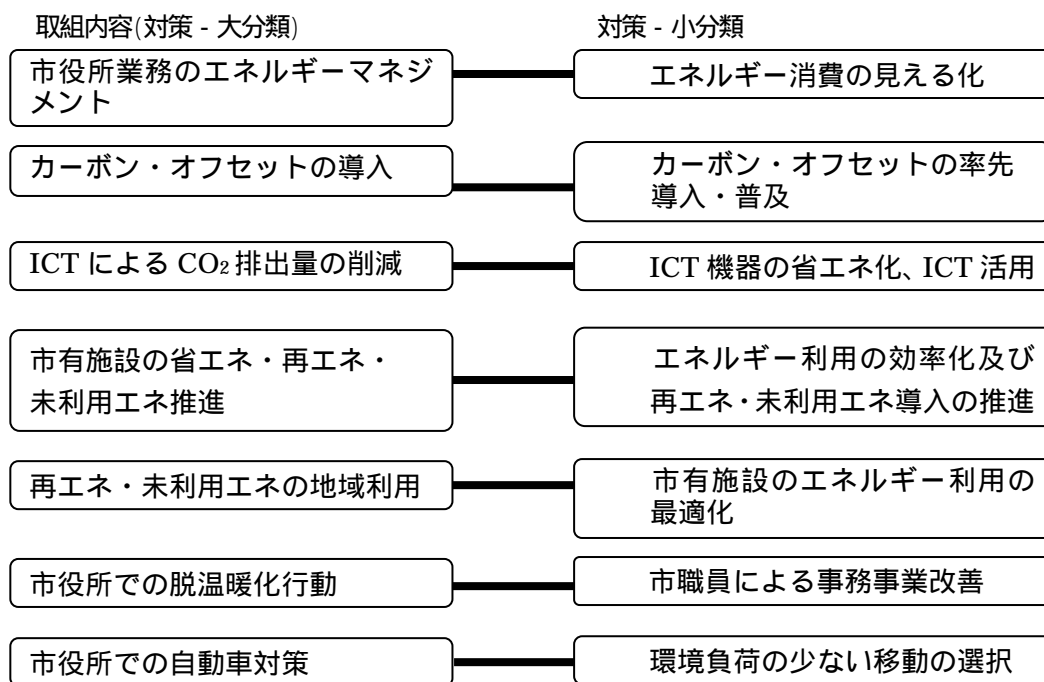 取組内容(対策 - 大分類)
対策 - 小分類
市役所業務のエネルギーマネジ
メント
エネルギー消費の見える化
カーボン・オフセットの導入
カーボン・オフセットの率先
導入・普及
ICT による CO₂ 排出量の削減
ICT 機器の省エネ化、ICT 活用
市有施設の省エネ・再エネ・
未利用エネ推進
エネルギー利用の効率化及び
再エネ・未利用エネ導入の推進
再エネ・未利用エネの地域利用
市有施設のエネルギー利用の
最適化
市役所での脱温暖化行動
市職員による事務事業改善
市役所での自動車対策
環境負荷の少ない移動の選択